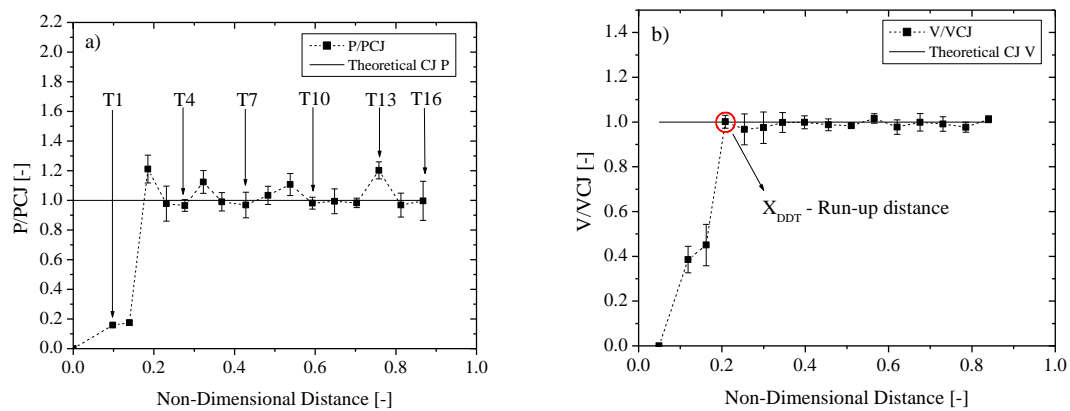 a)
P/PCJ
Theoretical CJ P
T1
T4
T7
T10
T13
T16
2.2
2.0
1.8
1.6
1.4
1.2
1.0
0.8
0.6
0.4
0.2
0.0
P/PCJ [-]
0.0 0.2 0.4 0.6 0.8 1.0
Non-Dimensional Distance [-]
b)
V/VCJ
Theoretical CJ V
1.4
1.2
1.0
0.8
0.6
0.4
0.2
0.0
V/VCJ [-]
X_DDT - Run-up distance
0.0 0.2 0.4 0.6 0.8 1.0
Non-Dimensional Distance [-]